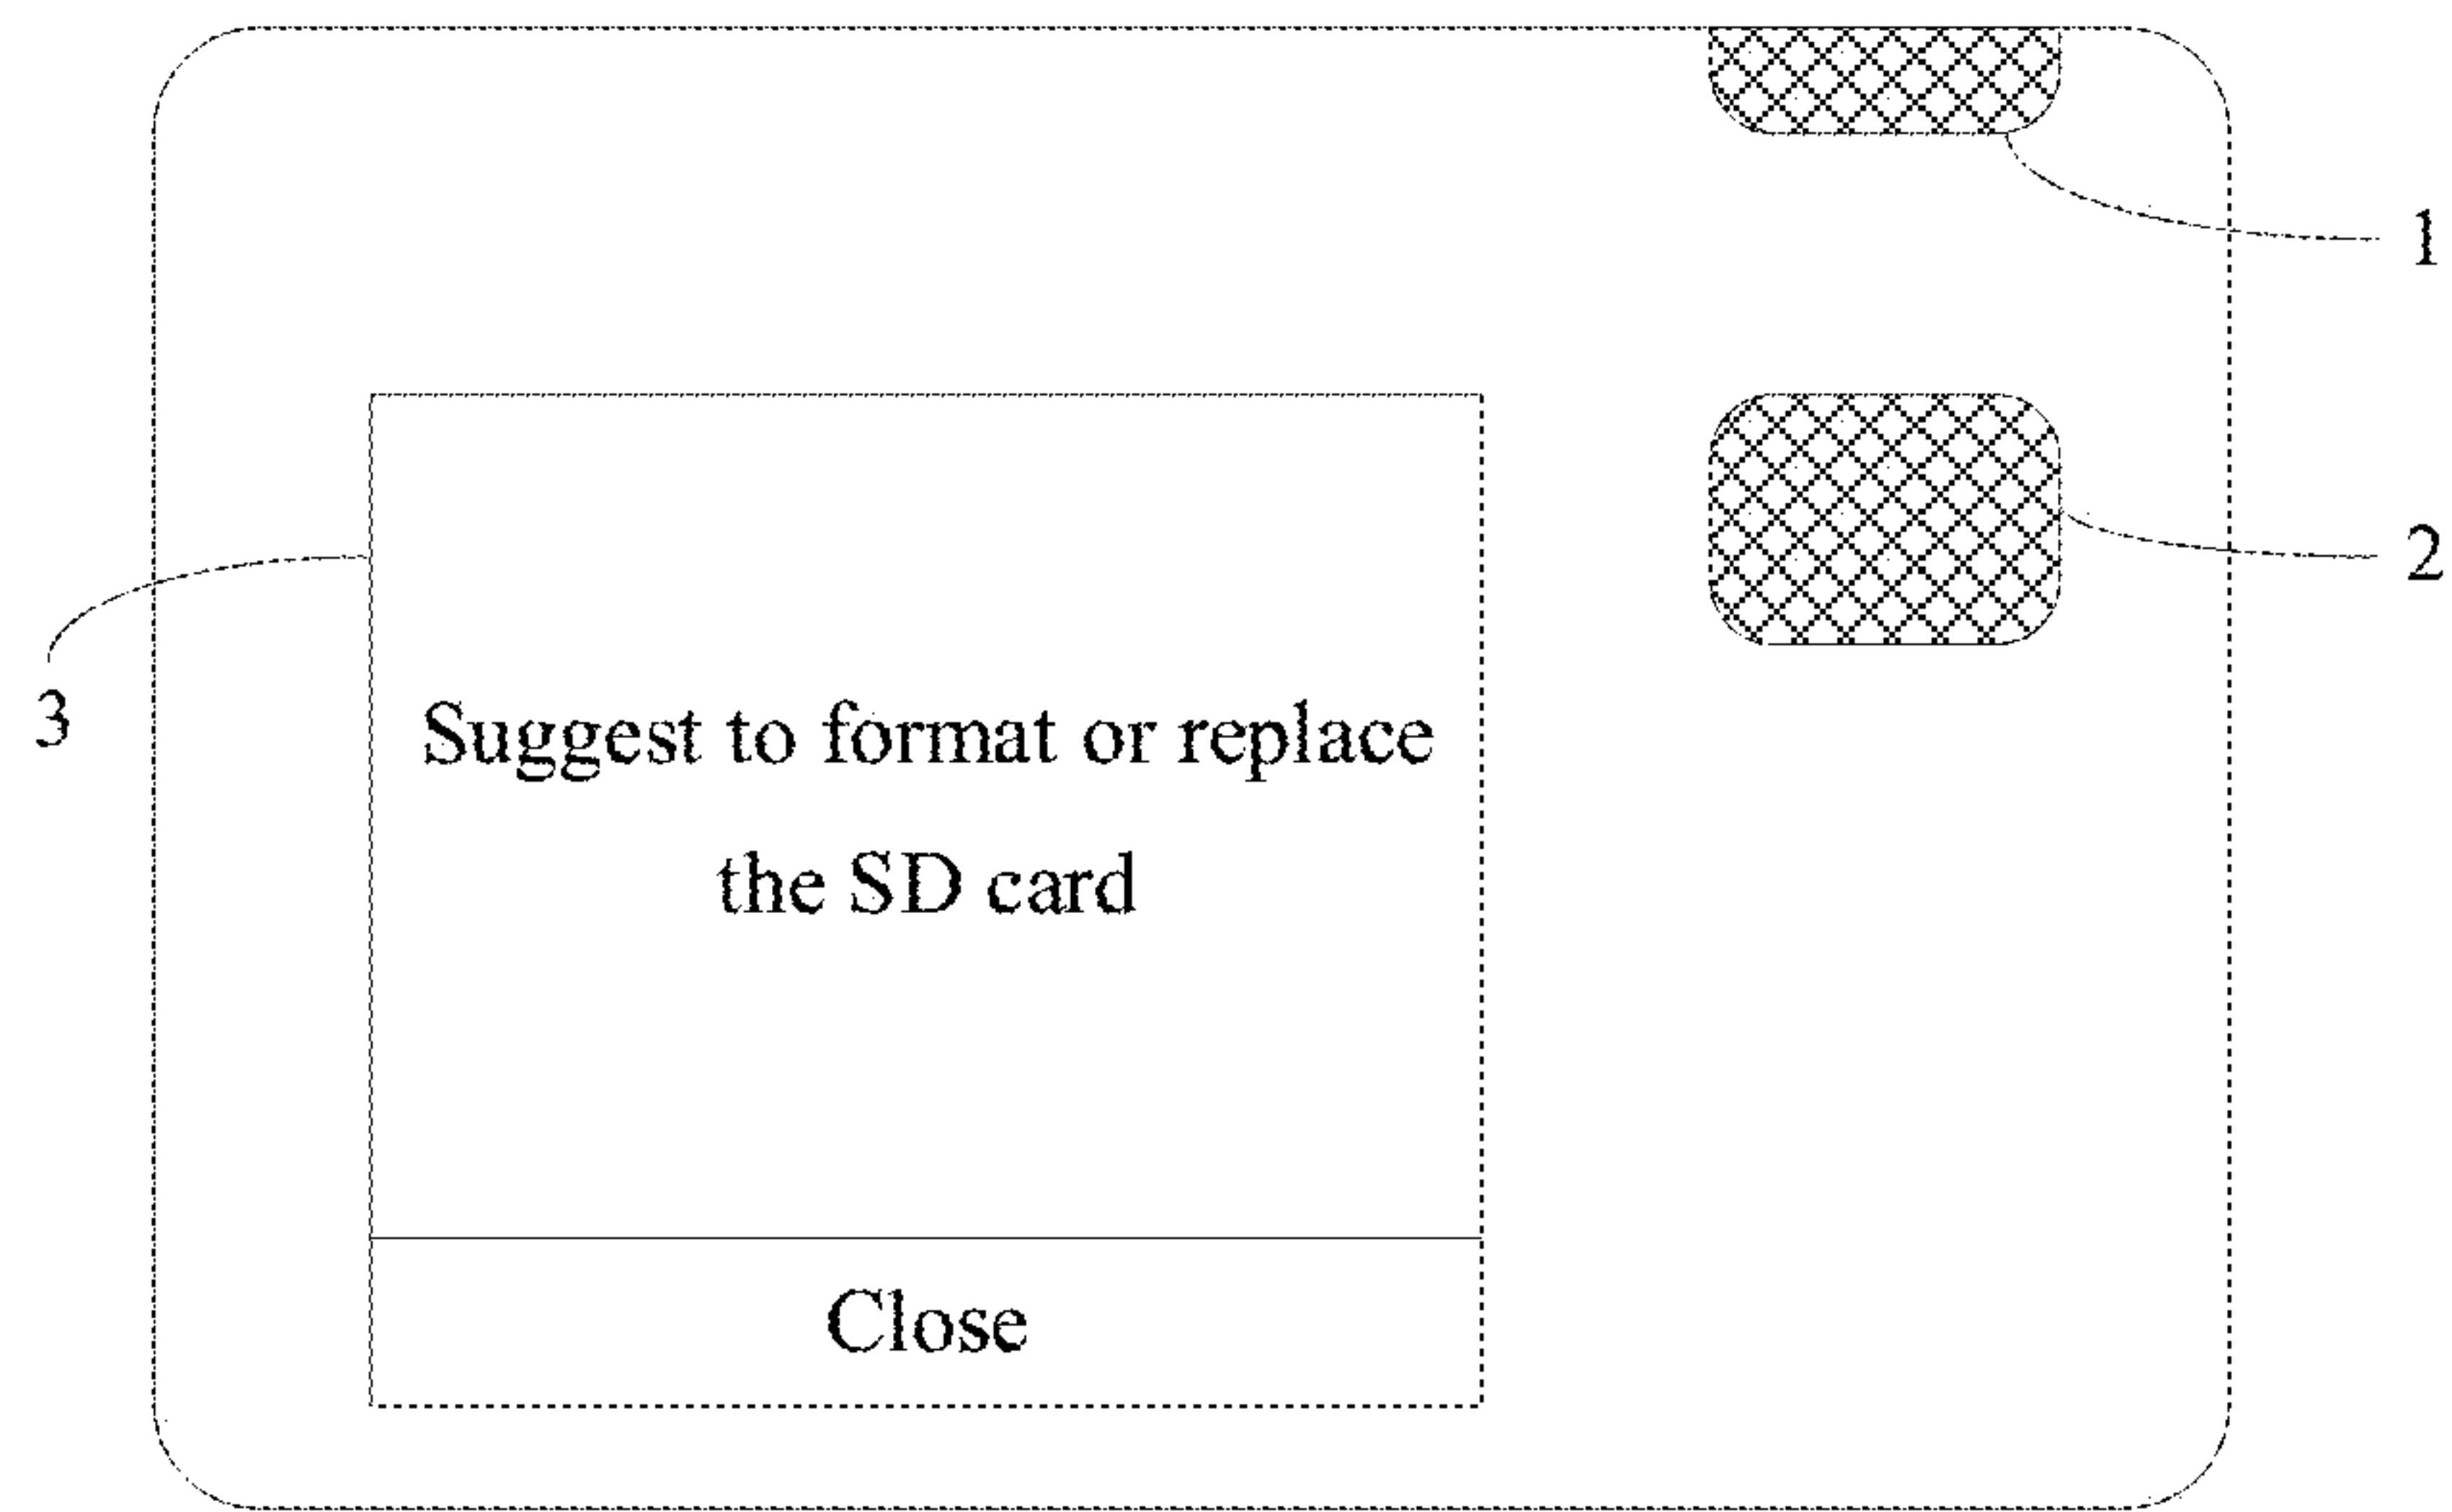 1
2
3
Suggest to format or replace
the SD card
Close